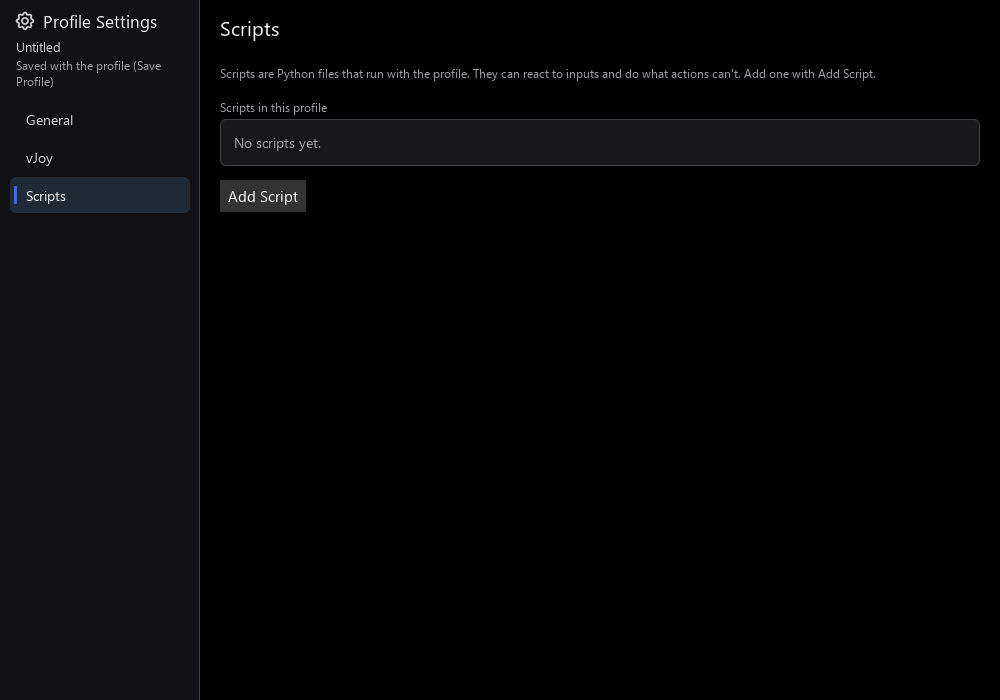 Profile Settings
Untitled
Saved with the profile (Save
Profile)
General
vJoy
Scripts
Scripts
Scripts are Python files that run with the profile. They can react to inputs and do what actions can't. Add one with Add Script.
Scripts in this profile
No scripts yet.
Add Script